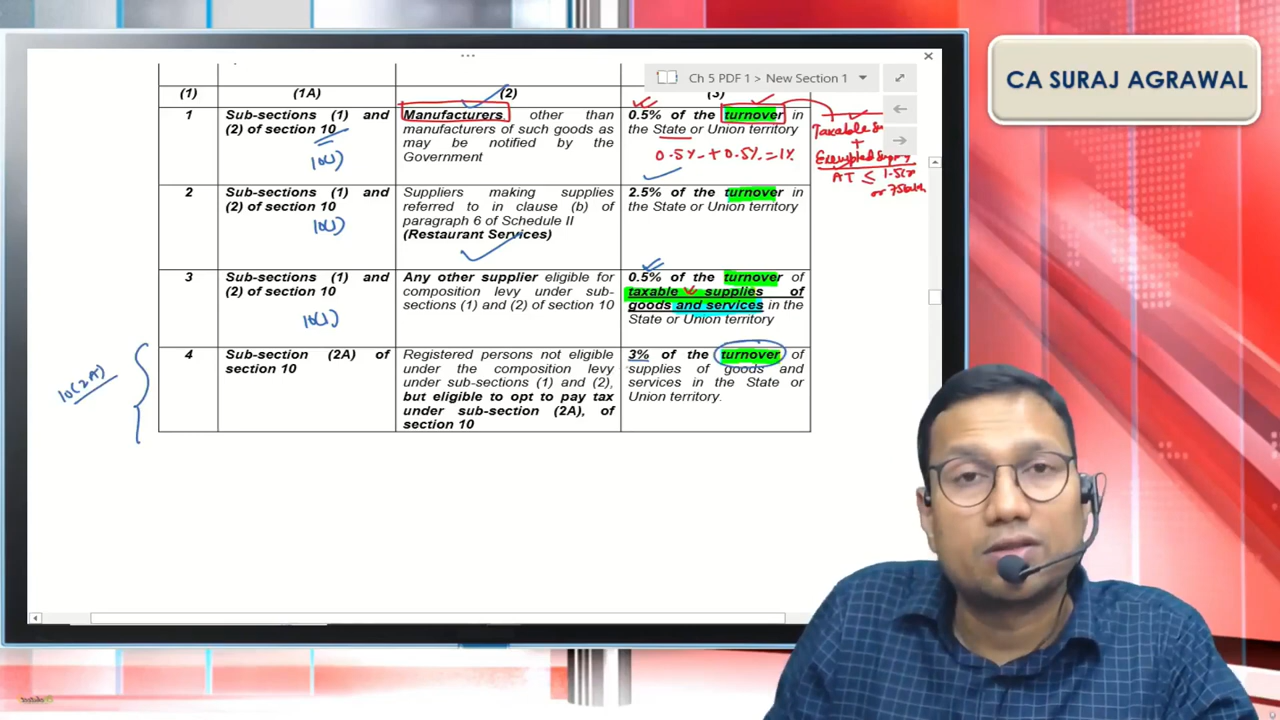 CA SURAJ AGRAWAL
Ch 5 PDF 1 > New Section 1
(1) (1A) (2) (3)
1
Sub-sections (1) and
(2) of section 10
10(1)
Manufacturers, other than
manufacturers of such goods as
may be notified by the
Government
0.5% of the turnover in
the State or Union territory
0.5% + 0.5% = 1%
Taxable
+
Exempted Supply
AT ≤ 1.5Cr
or
2
Sub-sections (1) and
(2) of section 10
10(1)
Suppliers making supplies
referred to in clause (b) of
paragraph 6 of Schedule II
(Restaurant Services)
2.5% of the turnover in
the State or Union territory
3
Sub-sections (1) and
(2) of section 10
10(1)
Any other supplier eligible for
composition levy under sub-
sections (1) and (2) of section 10
0.5% of the turnover of
taxable supplies of
goods and services in the
State or Union territory
10(2A)
4
Sub-section (2A) of
section 10
Registered persons not eligible
under the composition levy
under sub-sections (1) and (2),
but eligible to opt to pay tax
under sub-section (2A), of
section 10
3% of the turnover of
supplies of goods and
services in the State or
Union territory.